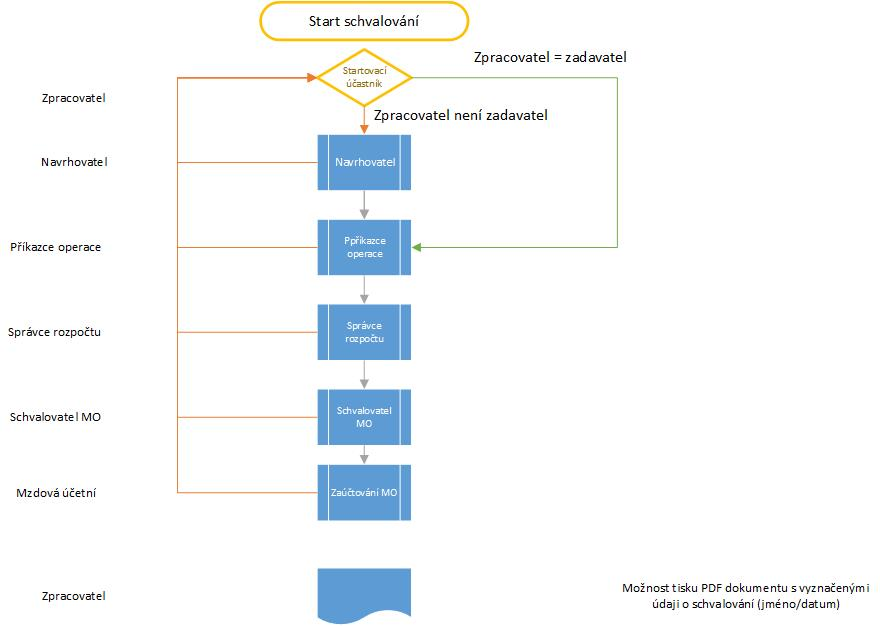 Start schvalování
Zpracovatel = zadavatel
Startovací
účastník
Zpracovatel
Zpracovatel není zadavatel
Navrhovatel
Navrhovatel
Příkazce operace
Ppříkazce
operace
Správce rozpočtu
Správce
rozpočtu
Schvalovatel MO
Schvalovatel
MO
Mzdová účetní
Zaúčtování MO
Zpracovatel
Možnost tisku PDF dokumentu s vyznačenými
údaji o schvalování (jméno/datum)